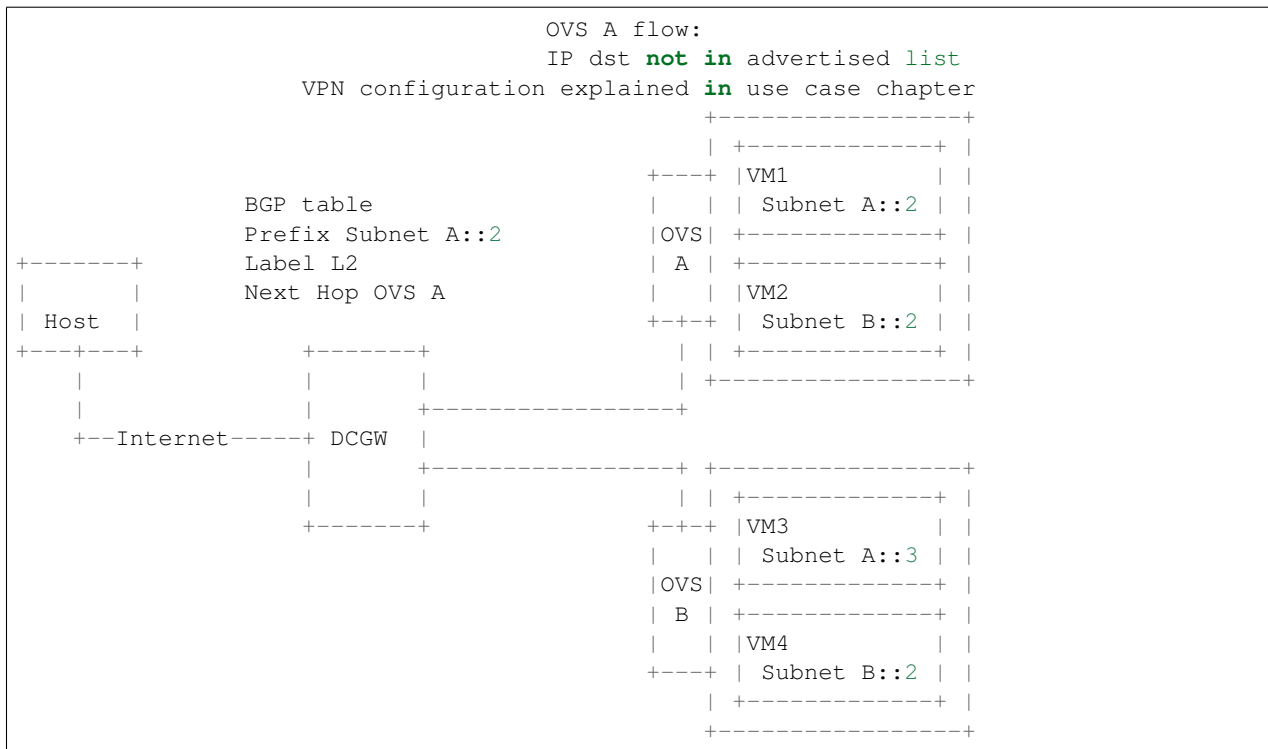 OVS A flow:
IP dst not in advertised list
VPN configuration explained in use case chapter
VM1
BGP table
Subnet A::2
Prefix Subnet A::2
OVS
Label L2
A
Next Hop OVS A
VM2
Host
Subnet B::2
Internet
DCGW
VM3
Subnet A::3
OVS
B
VM4
Subnet B::2